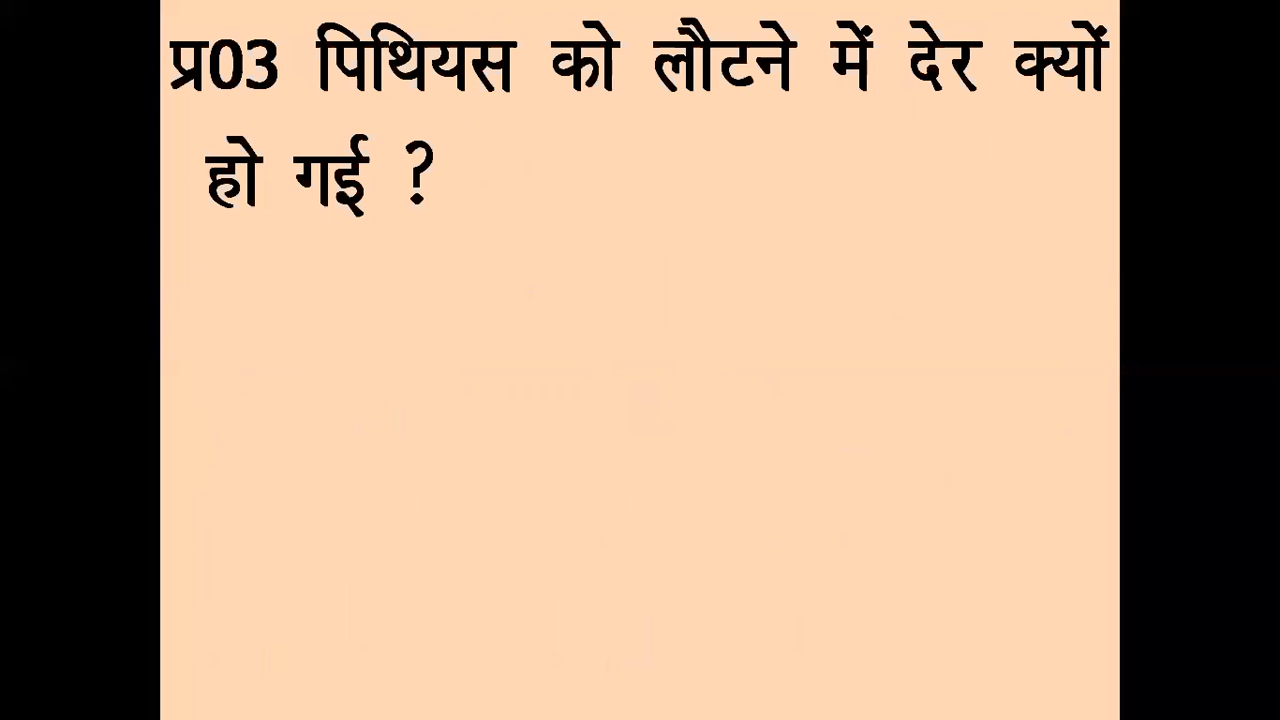 प्र03 पिथियस को लौटने में देर क्यों
हो गई ?